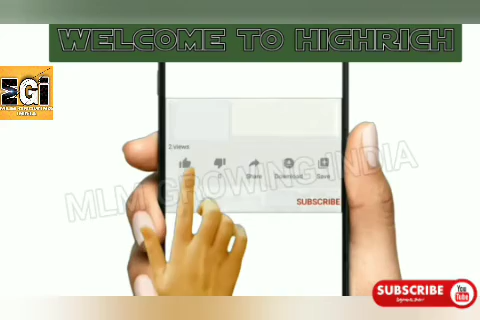 WELCOME TO HIGHRICH
MGI
2 views
Share
Download
Save
MLM GROWING INDIA
SUBSCRIBE
SUBSCRIBE
You
Tube